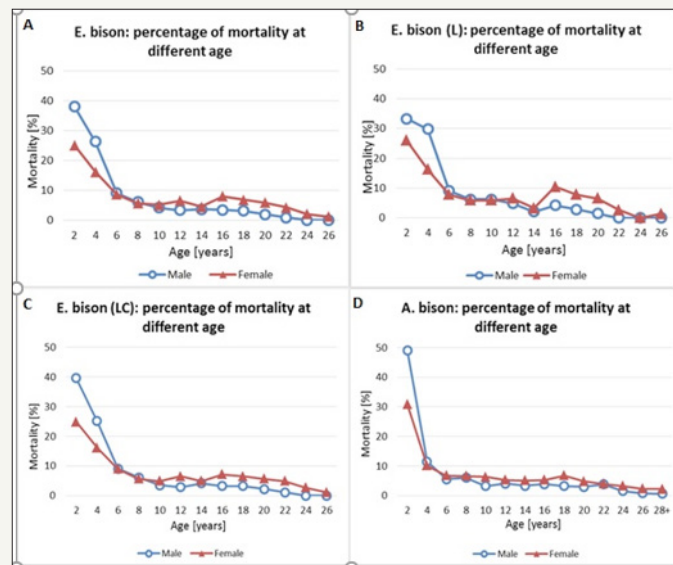 A
E. bison: percentage of mortality at
different age
50
40
30
20
10
0
Mortality [%]
2 4 6 8 10 12 14 16 18 20 22 24 26
Age [years]
Male Female
B
E. bison (L): percentage of mortality at
different age
50
40
30
20
10
0
Mortality [%]
2 4 6 8 10 12 14 16 18 20 22 24 26
Age [years]
Male Female
C
E. bison (LC): percentage of mortality at
different age
50
40
30
20
10
0
Mortality [%]
2 4 6 8 10 12 14 16 18 20 22 24 26
Age [years]
Male Female
D
A. bison: percentage of mortality at
different age
50
40
30
20
10
0
Mortality [%]
2 4 6 8 10 12 14 16 18 20 22 24 26 28+
Age [years]
Male Female